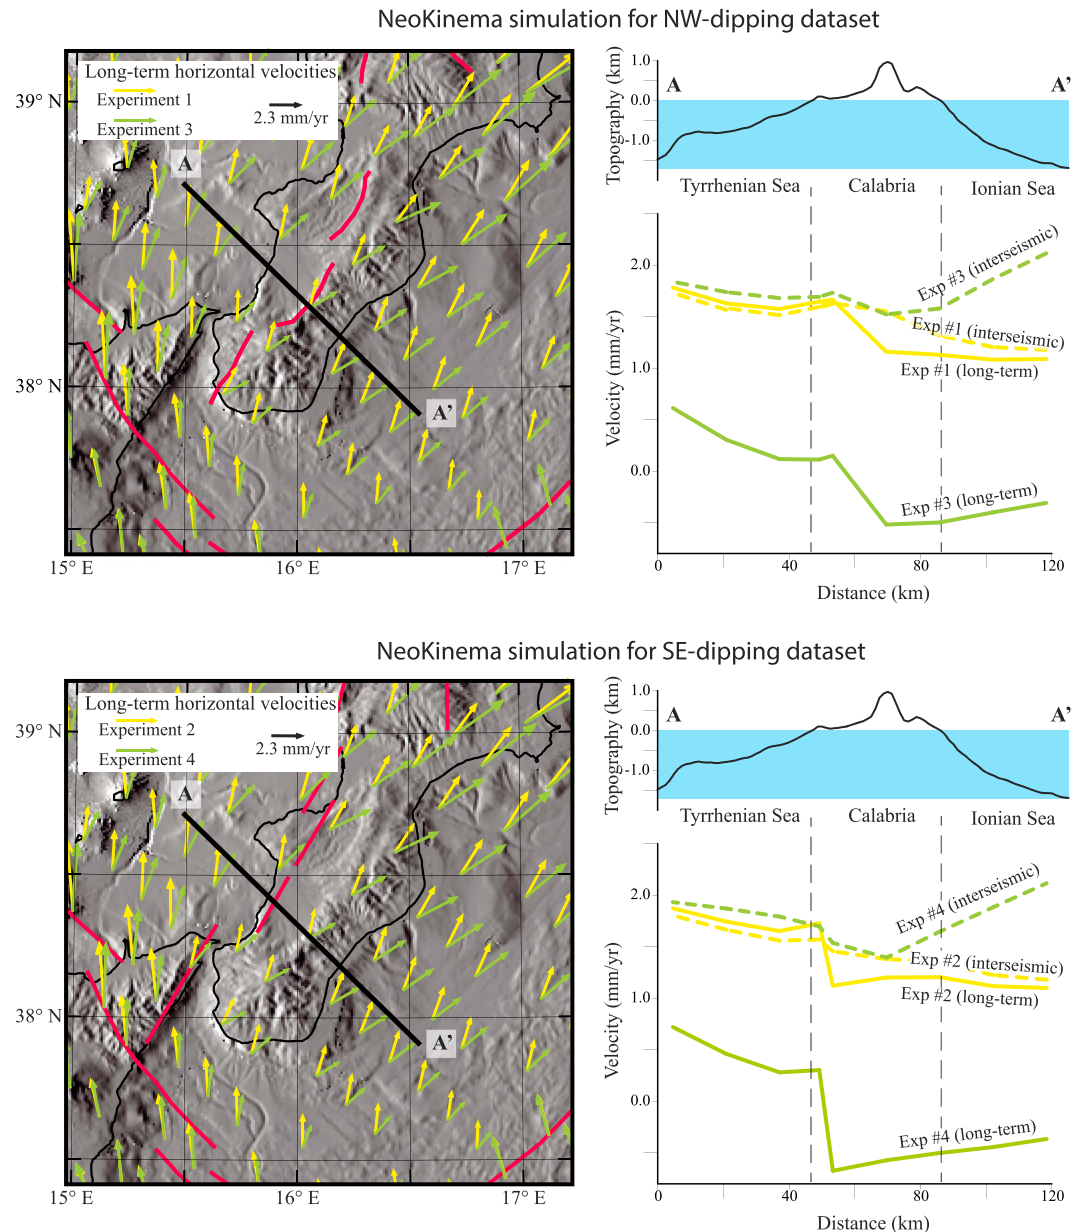 NeoKinema simulation for NW-dipping dataset
Long-term horizontal velocities
Experiment 1
2.3 mm/yr
Experiment 3
39° N
38° N
15° E
16° E
17° E
A
A’
Topography (km)
1.0
0.0
-1.0
A
A’
Tyrrhenian Sea
Calabria
Ionian Sea
Velocity (mm/yr)
2.0
1.0
0.0
Exp #3 (interseismic)
Exp #1 (interseismic)
Exp #1 (long-term)
Exp #3 (long-term)
0
40
80
120
Distance (km)
NeoKinema simulation for SE-dipping dataset
Long-term horizontal velocities
Experiment 2
2.3 mm/yr
Experiment 4
39° N
38° N
15° E
16° E
17° E
A
A’
Topography (km)
1.0
0.0
-1.0
A
A’
Tyrrhenian Sea
Calabria
Ionian Sea
Velocity (mm/yr)
2.0
1.0
0.0
Exp #4 (interseismic)
Exp #2 (interseismic)
Exp #2 (long-term)
Exp #4 (long-term)
0
40
80
120
Distance (km)